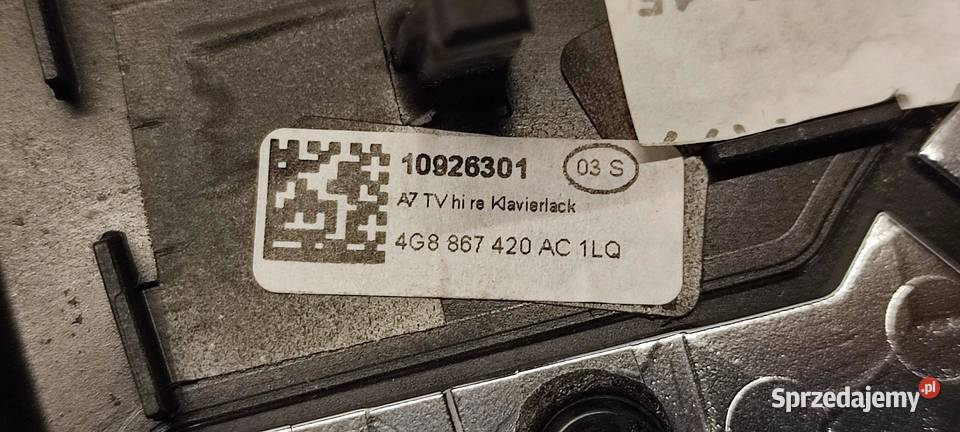 10926301 03 S
A7 TV hi re Klavierlack
4G8 867 420 AC 1LQ
Sprzedajemy.pl